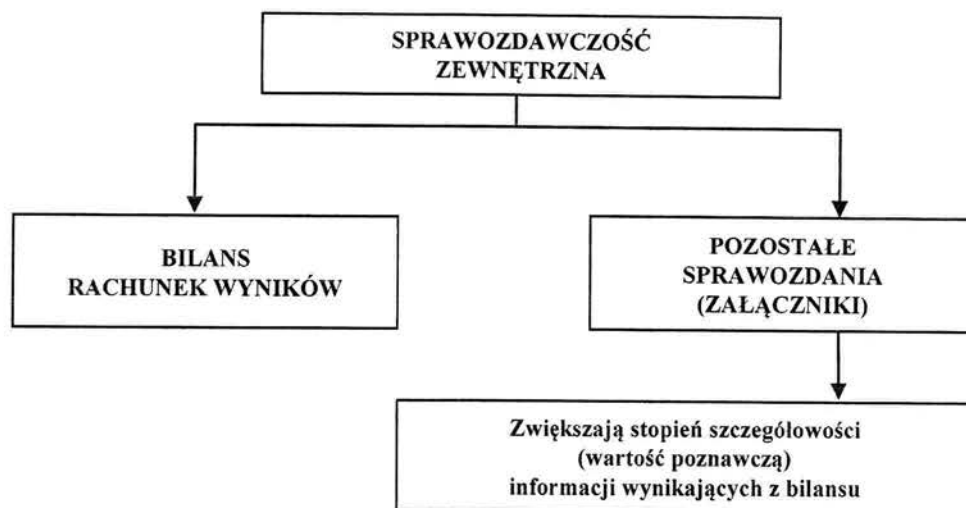 SPRAWOZDAWCZOŚĆ
ZEWNĘTRZNA
BILANS
RACHUNEK WYNIKÓW
POZOSTAŁE
SPRAWOZDANIA
(ZAŁĄCZNIKI)
Zwiększają stopień szczegółowości
(wartość poznawczą)
informacji wynikających z bilansu